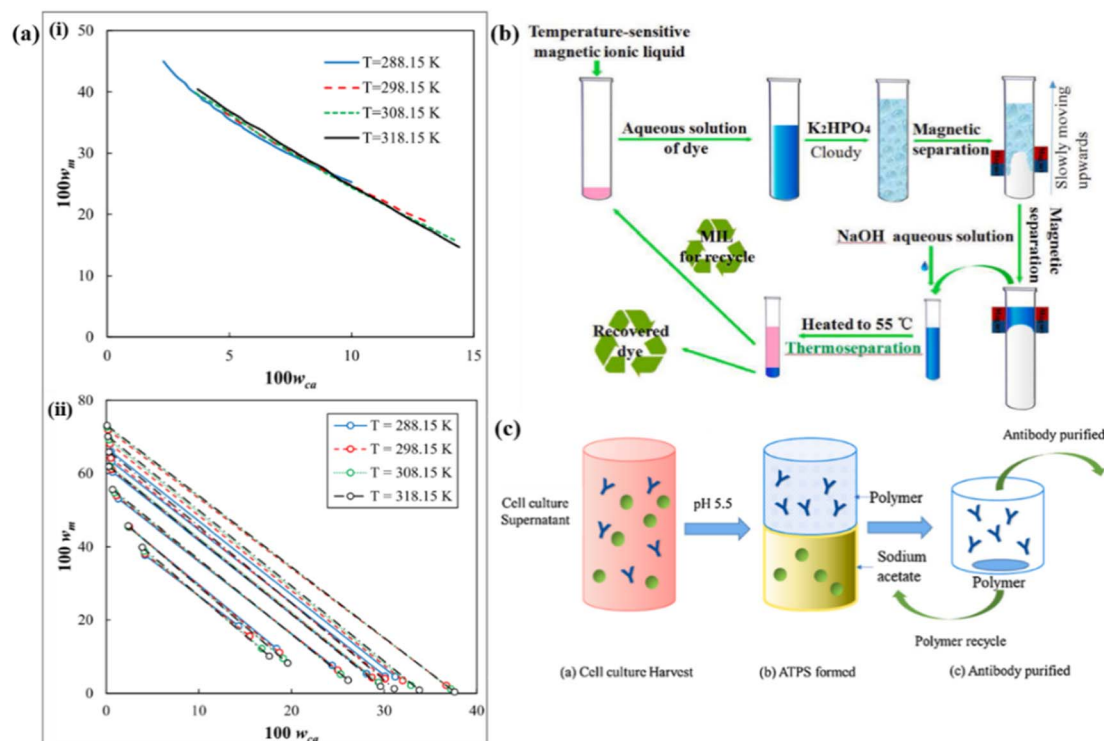 (a)
(i)
50
40
30
20
10
0
100w_m
0
5
10
15
100w_ca
T=288.15 K
T=298.15 K
T=308.15 K
T=318.15 K
(ii)
80
60
40
20
0
100 w_m
0
10
20
30
40
100 w_ca
T = 288.15 K
T = 298.15 K
T = 308.15 K
T = 318.15 K
(b)
Temperature-sensitive
magnetic ionic liquid
Aqueous solution
of dye
K₂HPO₄
Cloudy
Magnetic
separation
Slowly moving
upwards
Magnetic
separation
NaOH aqueous solution
Heated to 55 ℃
Thermoseparation
MIL
for recycle
Recovered
dye
(c)
Cell culture
Supernatant
pH 5.5
Polymer
Sodium
acetate
Antibody purified
Polymer
Polymer recycle
(a) Cell culture Harvest
(b) ATPS formed
(c) Antibody purified